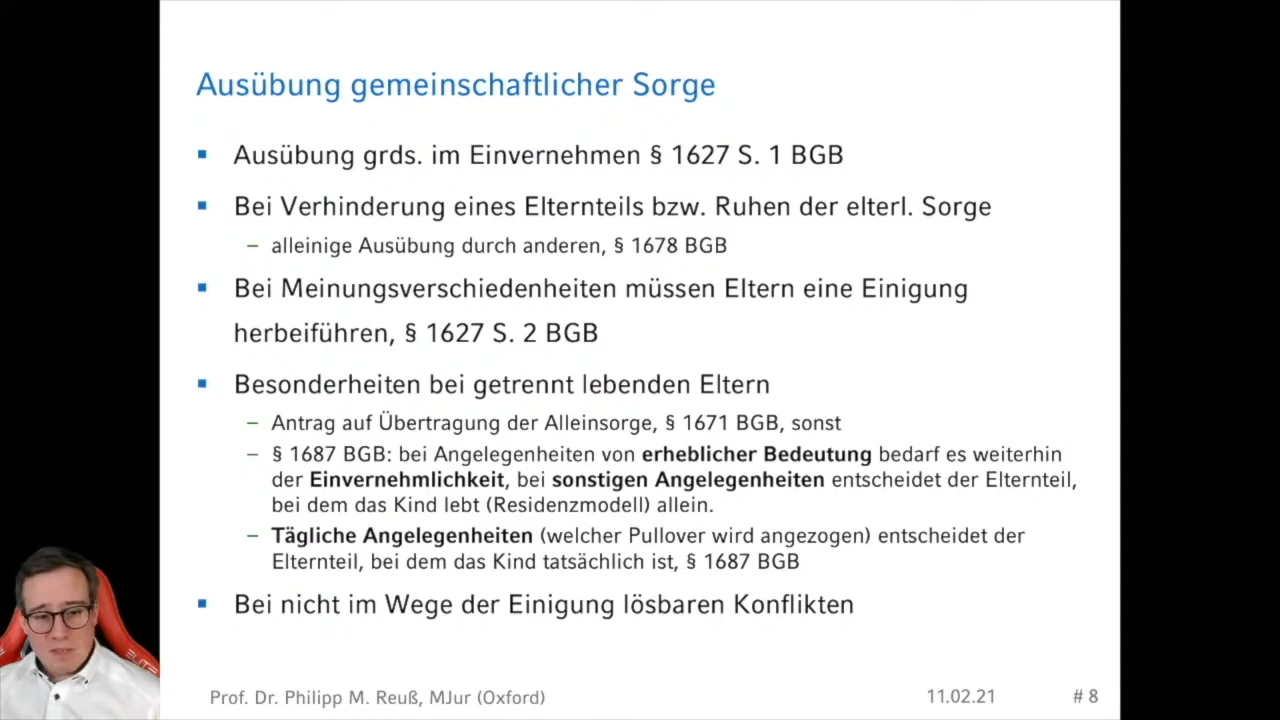 Ausübung gemeinschaftlicher Sorge
▪ Ausübung grds. im Einvernehmen § 1627 S. 1 BGB
▪ Bei Verhinderung eines Elternteils bzw. Ruhen der elterl. Sorge
– alleinige Ausübung durch anderen, § 1678 BGB
▪ Bei Meinungsverschiedenheiten müssen Eltern eine Einigung
herbeiführen, § 1627 S. 2 BGB
▪ Besonderheiten bei getrennt lebenden Eltern
– Antrag auf Übertragung der Alleinsorge, § 1671 BGB, sonst
– § 1687 BGB: bei Angelegenheiten von erheblicher Bedeutung bedarf es weiterhin
der Einvernehmlichkeit, bei sonstigen Angelegenheiten entscheidet der Elternteil,
bei dem das Kind lebt (Residenzmodell) allein.
– Tägliche Angelegenheiten (welcher Pullover wird angezogen) entscheidet der
Elternteil, bei dem das Kind tatsächlich ist, § 1687 BGB
▪ Bei nicht im Wege der Einigung lösbaren Konflikten
Prof. Dr. Philipp M. Reuß, MJur (Oxford) 11.02.21 # 8